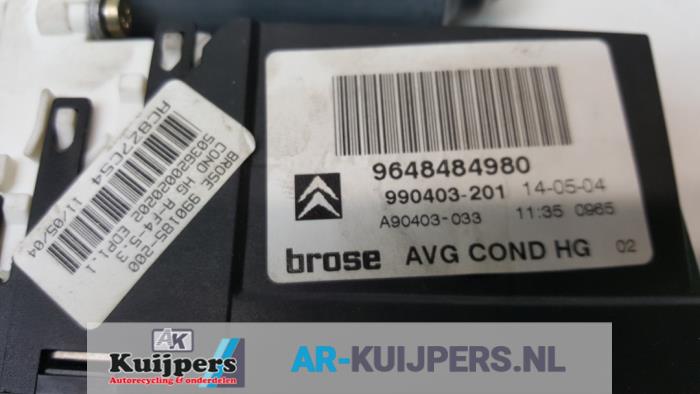 9648484980
990403-201 14-05-04
A90403-033 11:35 0965
brose AVG COND HG 02
ACB27C54
BROSE 990185-200
COND HG A-F4-5.3
503620020202 EDP1.1
11/05/04
AK
Kuijpers
Autorecycling & onderdelen
AR-KUIJPERS.NL